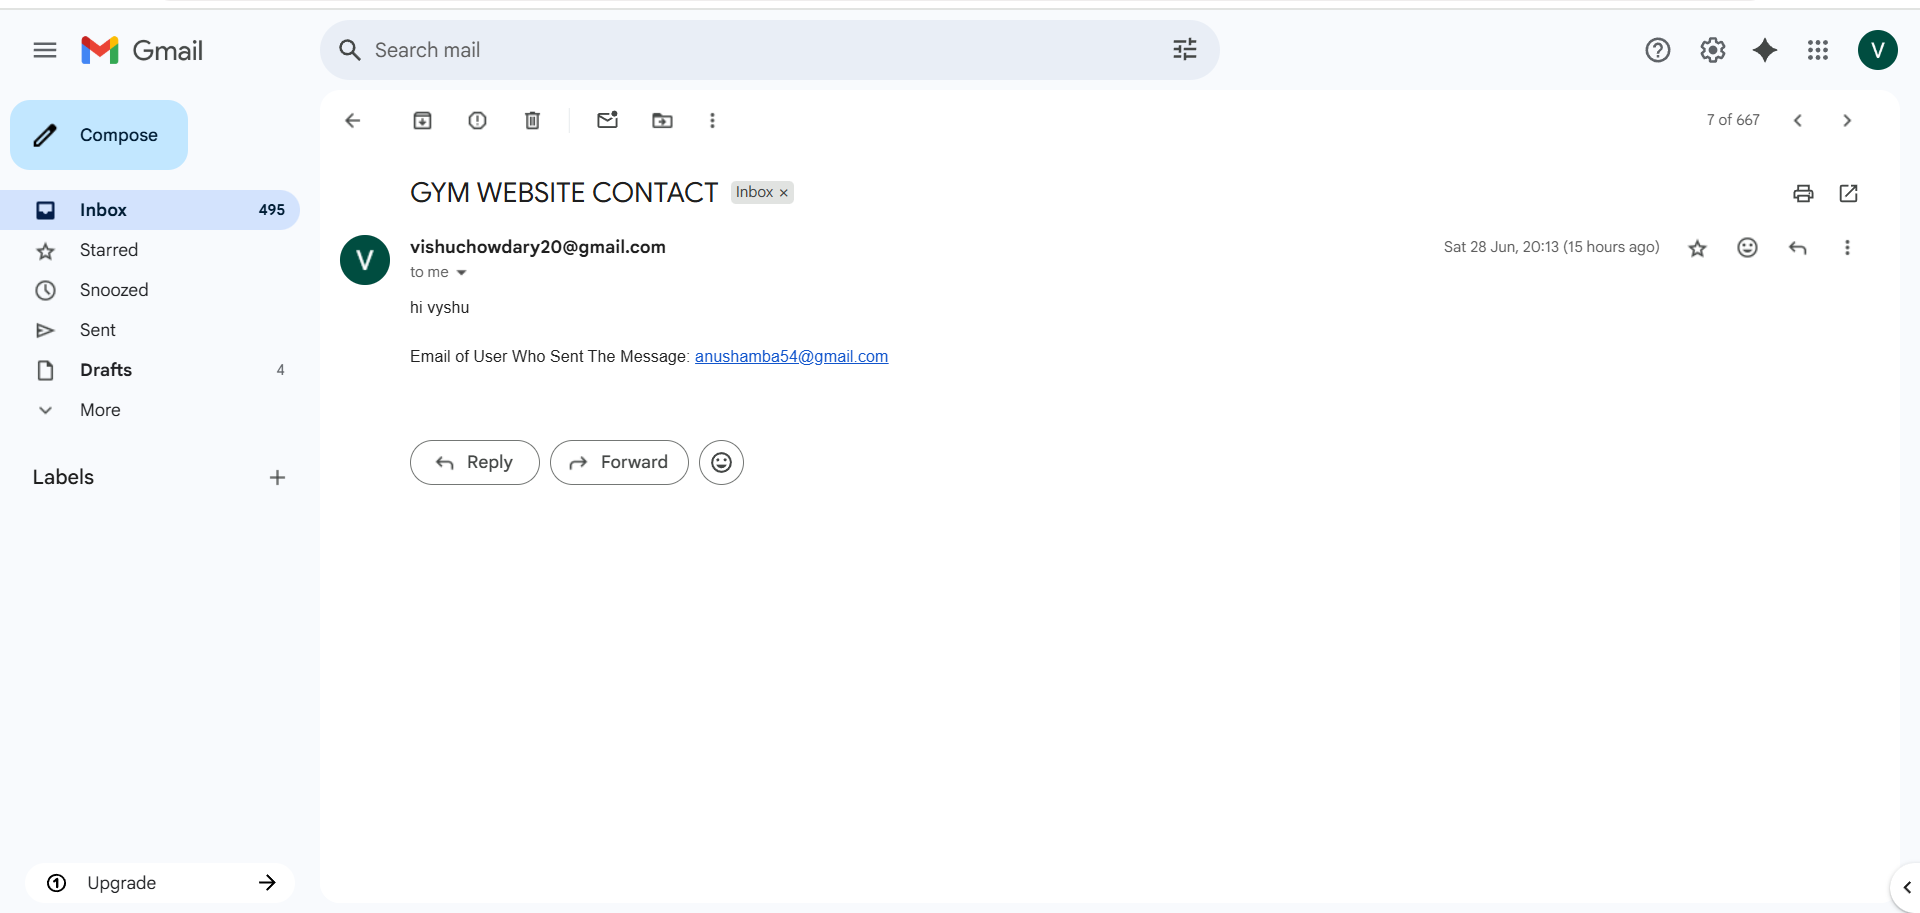 Gmail
Search mail
V
Compose
7 of 667
GYM WEBSITE CONTACT Inbox ×
Inbox 495
Starred
Snoozed
Sent
Drafts 4
More
Labels
V
vishuchowdary20@gmail.com
Sat 28 Jun, 20:13 (15 hours ago)
to me
hi vyshu
Email of User Who Sent The Message: anushamba54@gmail.com
Reply
Forward
1 Upgrade